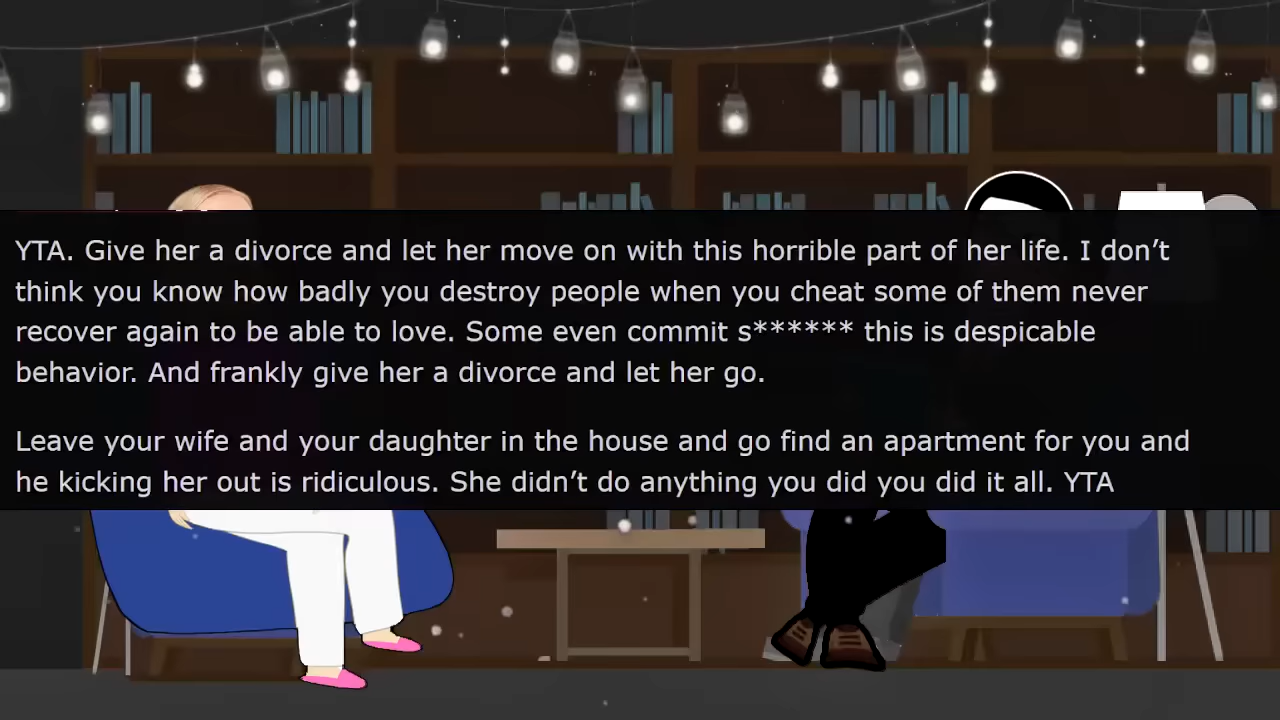 YTA. Give her a divorce and let her move on with this horrible part of her life. I don’t
think you know how badly you destroy people when you cheat some of them never
recover again to be able to love. Some even commit s****** this is despicable
behavior. And frankly give her a divorce and let her go.
Leave your wife and your daughter in the house and go find an apartment for you and
he kicking her out is ridiculous. She didn’t do anything you did you did it all. YTA